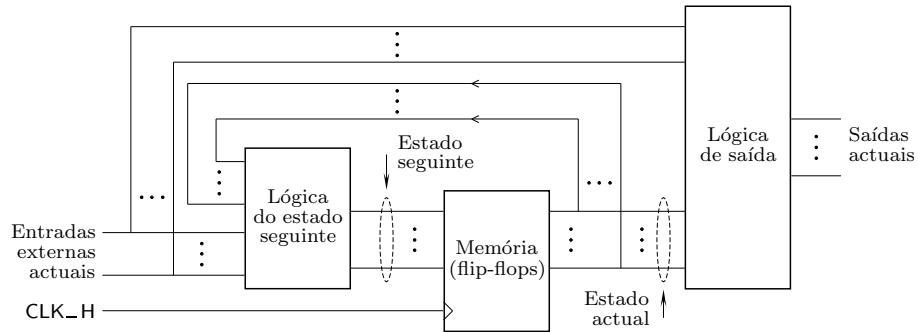 Estado
seguinte
Lógica
de saída
Saídas
actuais
Lógica
do estado
seguinte
Memória
(flip-flops)
Entradas
externas
actuais
Estado
actual
CLK_H